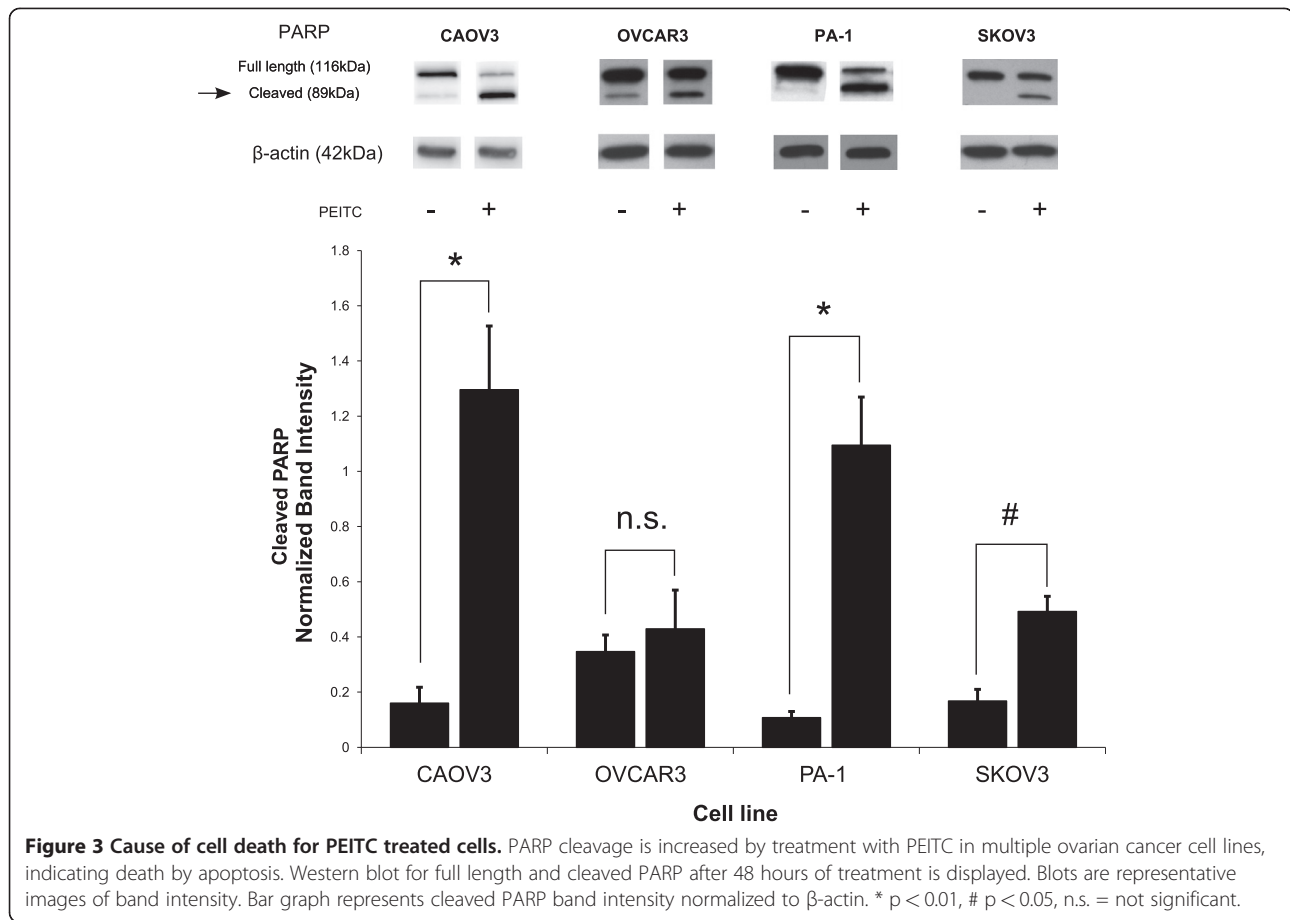 PARP CAOV3 OVCAR3 PA-1 SKOV3
Full length (116kDa)
Cleaved (89kDa)
β-actin (42kDa)
PEITC - + - + - + - +
1.8
*
1.6
*
1.4
1.2
1
0.8
n.s.
#
0.6
0.4
0.2
0
Cleaved PARP
Normalized Band Intensity
CAOV3 OVCAR3 PA-1 SKOV3
Cell line
Figure 3 Cause of cell death for PEITC treated cells. PARP cleavage is increased by treatment with PEITC in multiple ovarian cancer cell lines,
indicating death by apoptosis. Western blot for full length and cleaved PARP after 48 hours of treatment is displayed. Blots are representative
images of band intensity. Bar graph represents cleaved PARP band intensity normalized to β-actin. * p < 0.01, # p < 0.05, n.s. = not significant.